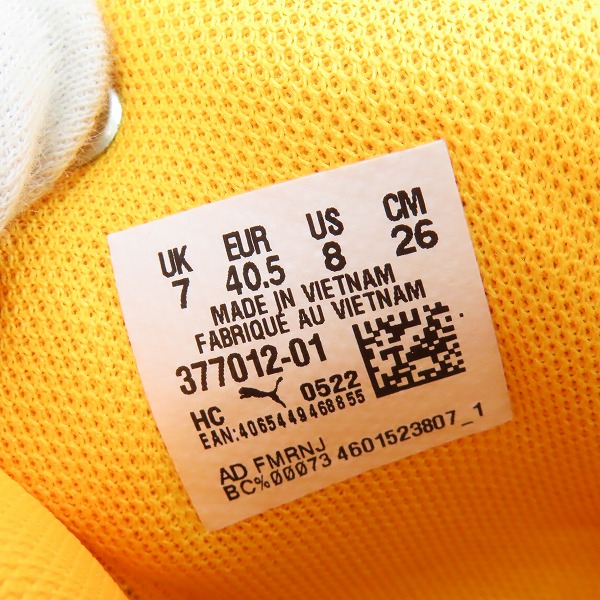 UK EUR US CM
7 40.5 8 26
MADE IN VIETNAM
FABRIQUÉ AU VIETNAM
377012-01
HC 0522
EAN:4065449468855
AD FMRNJ
BC%00073 4601523807_1